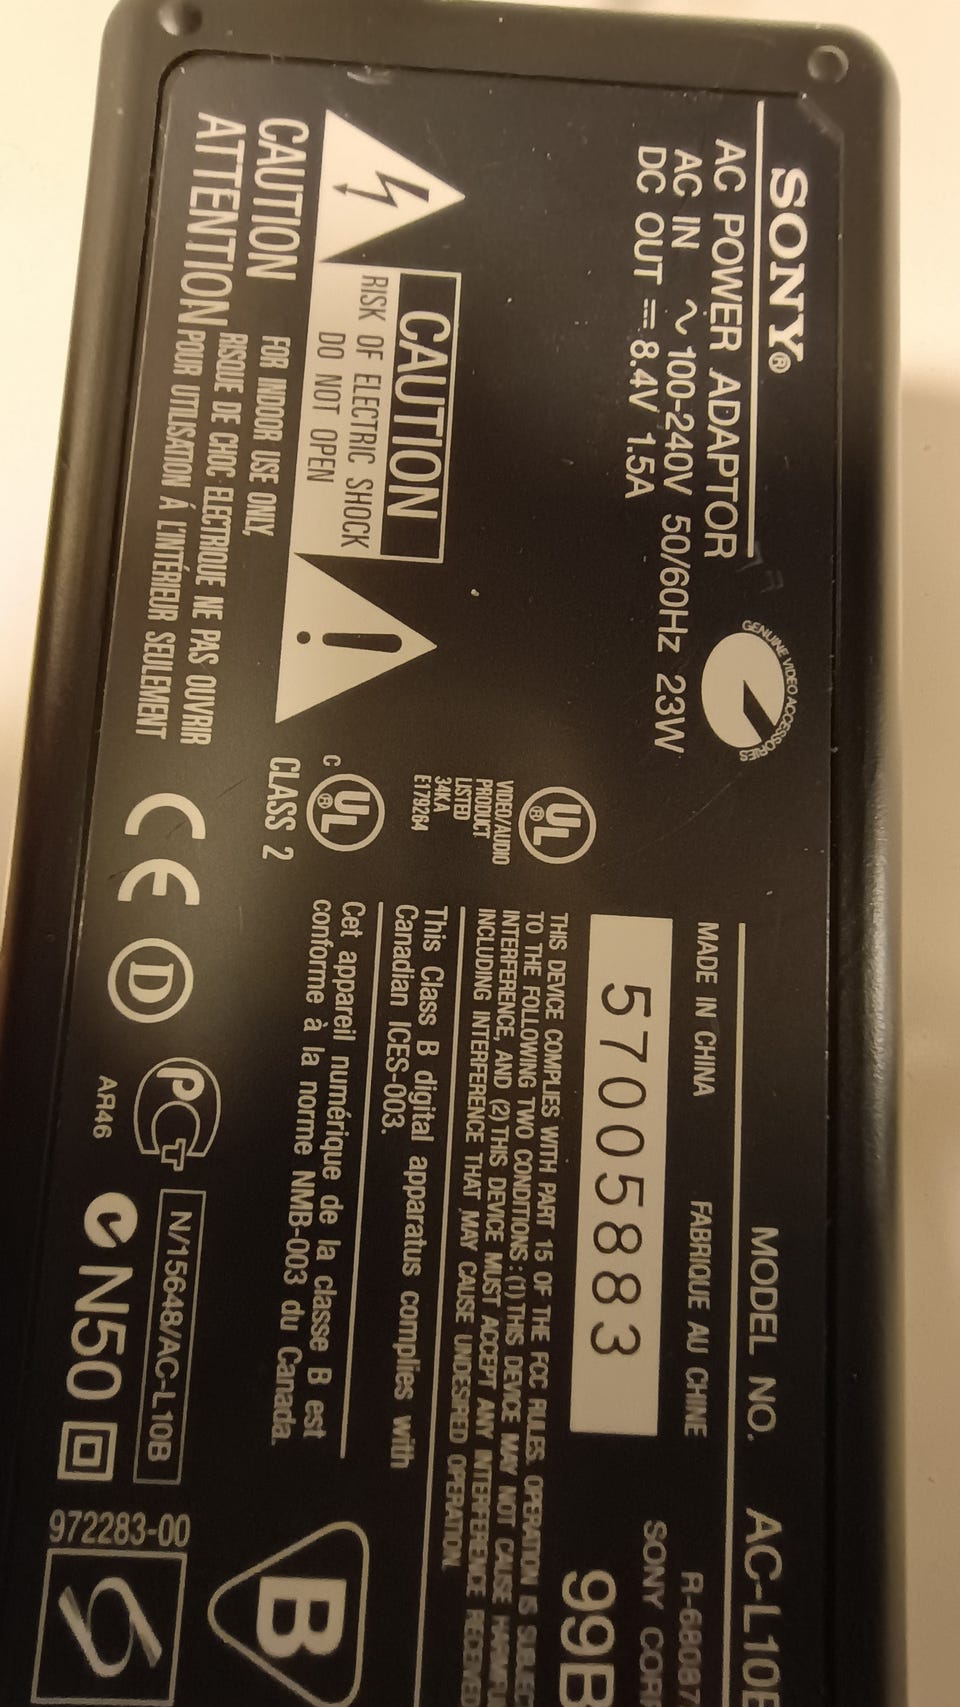 SONY®
AC POWER ADAPTOR
AC IN ~ 100-240V 50/60Hz 23W
DC OUT ⎓ 8.4V 1.5A
GENUINE VIDEO ACCESSORIES
CAUTION
RISK OF ELECTRIC SHOCK
DO NOT OPEN
CAUTION FOR INDOOR USE ONLY,
ATTENTION RISQUE DE CHOC ELECTRIQUE NE PAS OUVRIR
POUR UTILISATION Á L'INTÉRIEUR SEULEMENT
UL®
VIDEO/AUDIO
PRODUCT
LISTED
34KA
E179264
C UL®
CLASS 2
MODEL NO. AC-L10
MADE IN CHINA FABRIQUE AU CHINE
R-68087
SONY
57005883
99B
THIS DEVICE COMPLIES WITH PART 15 OF THE FCC RULES. OPERATION IS
TO THE FOLLOWING TWO CONDITIONS : (1) THIS DEVICE MAY NOT CAUSE
INTERFERENCE, AND (2) THIS DEVICE MUST ACCEPT ANY INTERFERENCE RECEIVED
INCLUDING INTERFERENCE THAT MAY CAUSE UNDESIRED OPERATION.
This Class B digital apparatus complies with
Canadian ICES-003.
Cet appareil numérique de la classe B est
conforme à la norme NMB-003 du Canada.
CE D PCT N/15648/AC-L10B
AR46 N50
B
972283-00